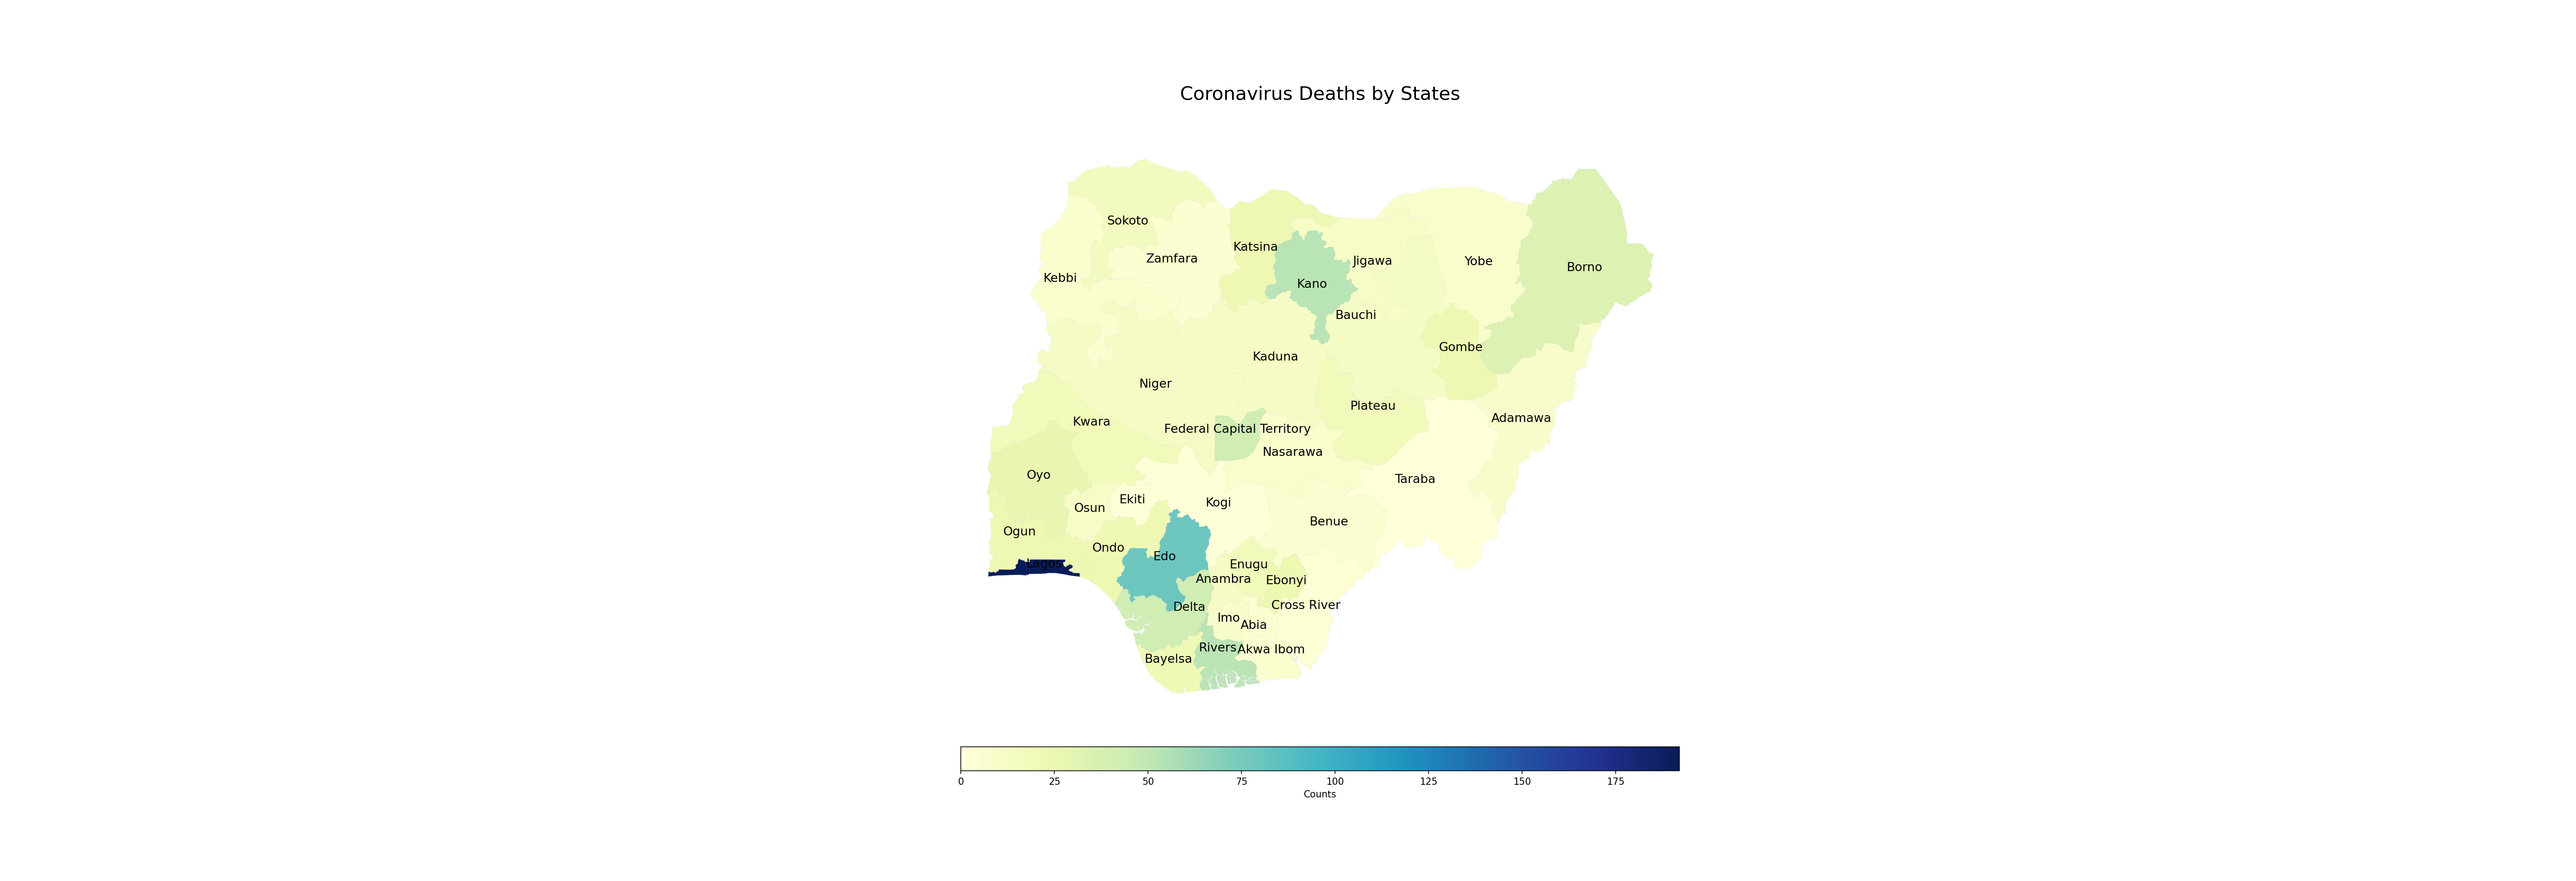 Coronavirus Deaths by States
Sokoto
Katsina
Zamfara
Jigawa
Yobe
Borno
Kebbi
Kano
Bauchi
Gombe
Kaduna
Niger
Plateau
Adamawa
Kwara
Federal Capital Territory
Nasarawa
Oyo
Taraba
Ekiti
Kogi
Osun
Benue
Ogun
Ondo
Edo
Lagos
Enugu
Anambra
Ebonyi
Delta
Cross River
Imo
Abia
Rivers
Akwa Ibom
Bayelsa
0 25 50 75 100 125 150 175
Counts